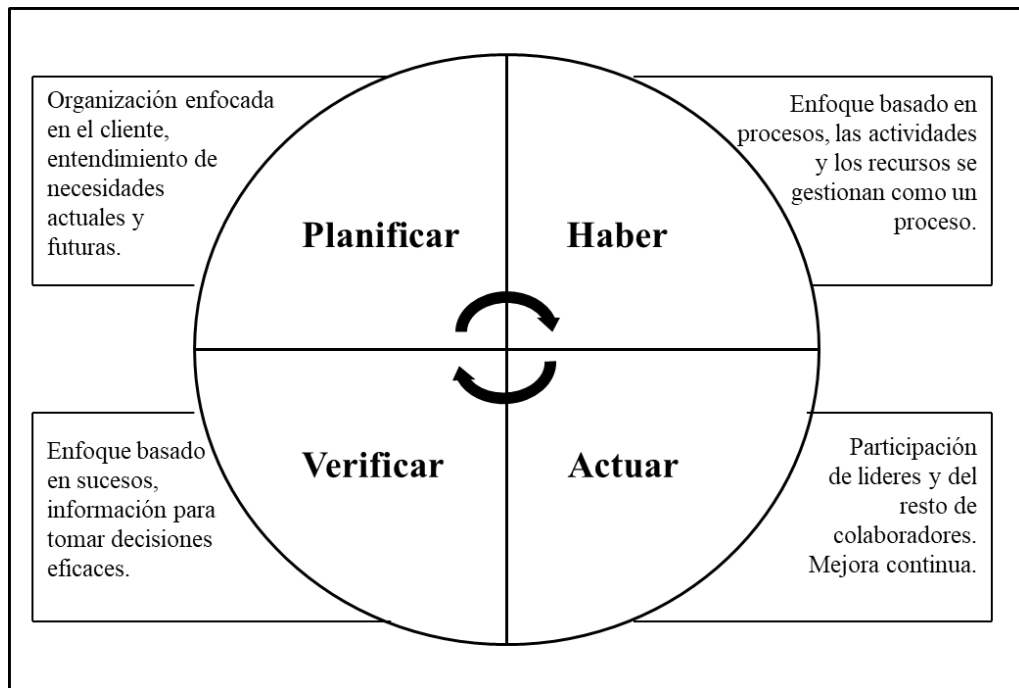 Organización enfocada
en el cliente,
entendimiento de
necesidades
actuales y
futuras.
Planificar
Haber
Enfoque basado en
procesos, las actividades
y los recursos se
gestionan como un
proceso.
Enfoque basado
en sucesos,
información para
tomar decisiones
eficaces.
Verificar
Actuar
Participación
de lideres y del
resto de
colaboradores.
Mejora continua.